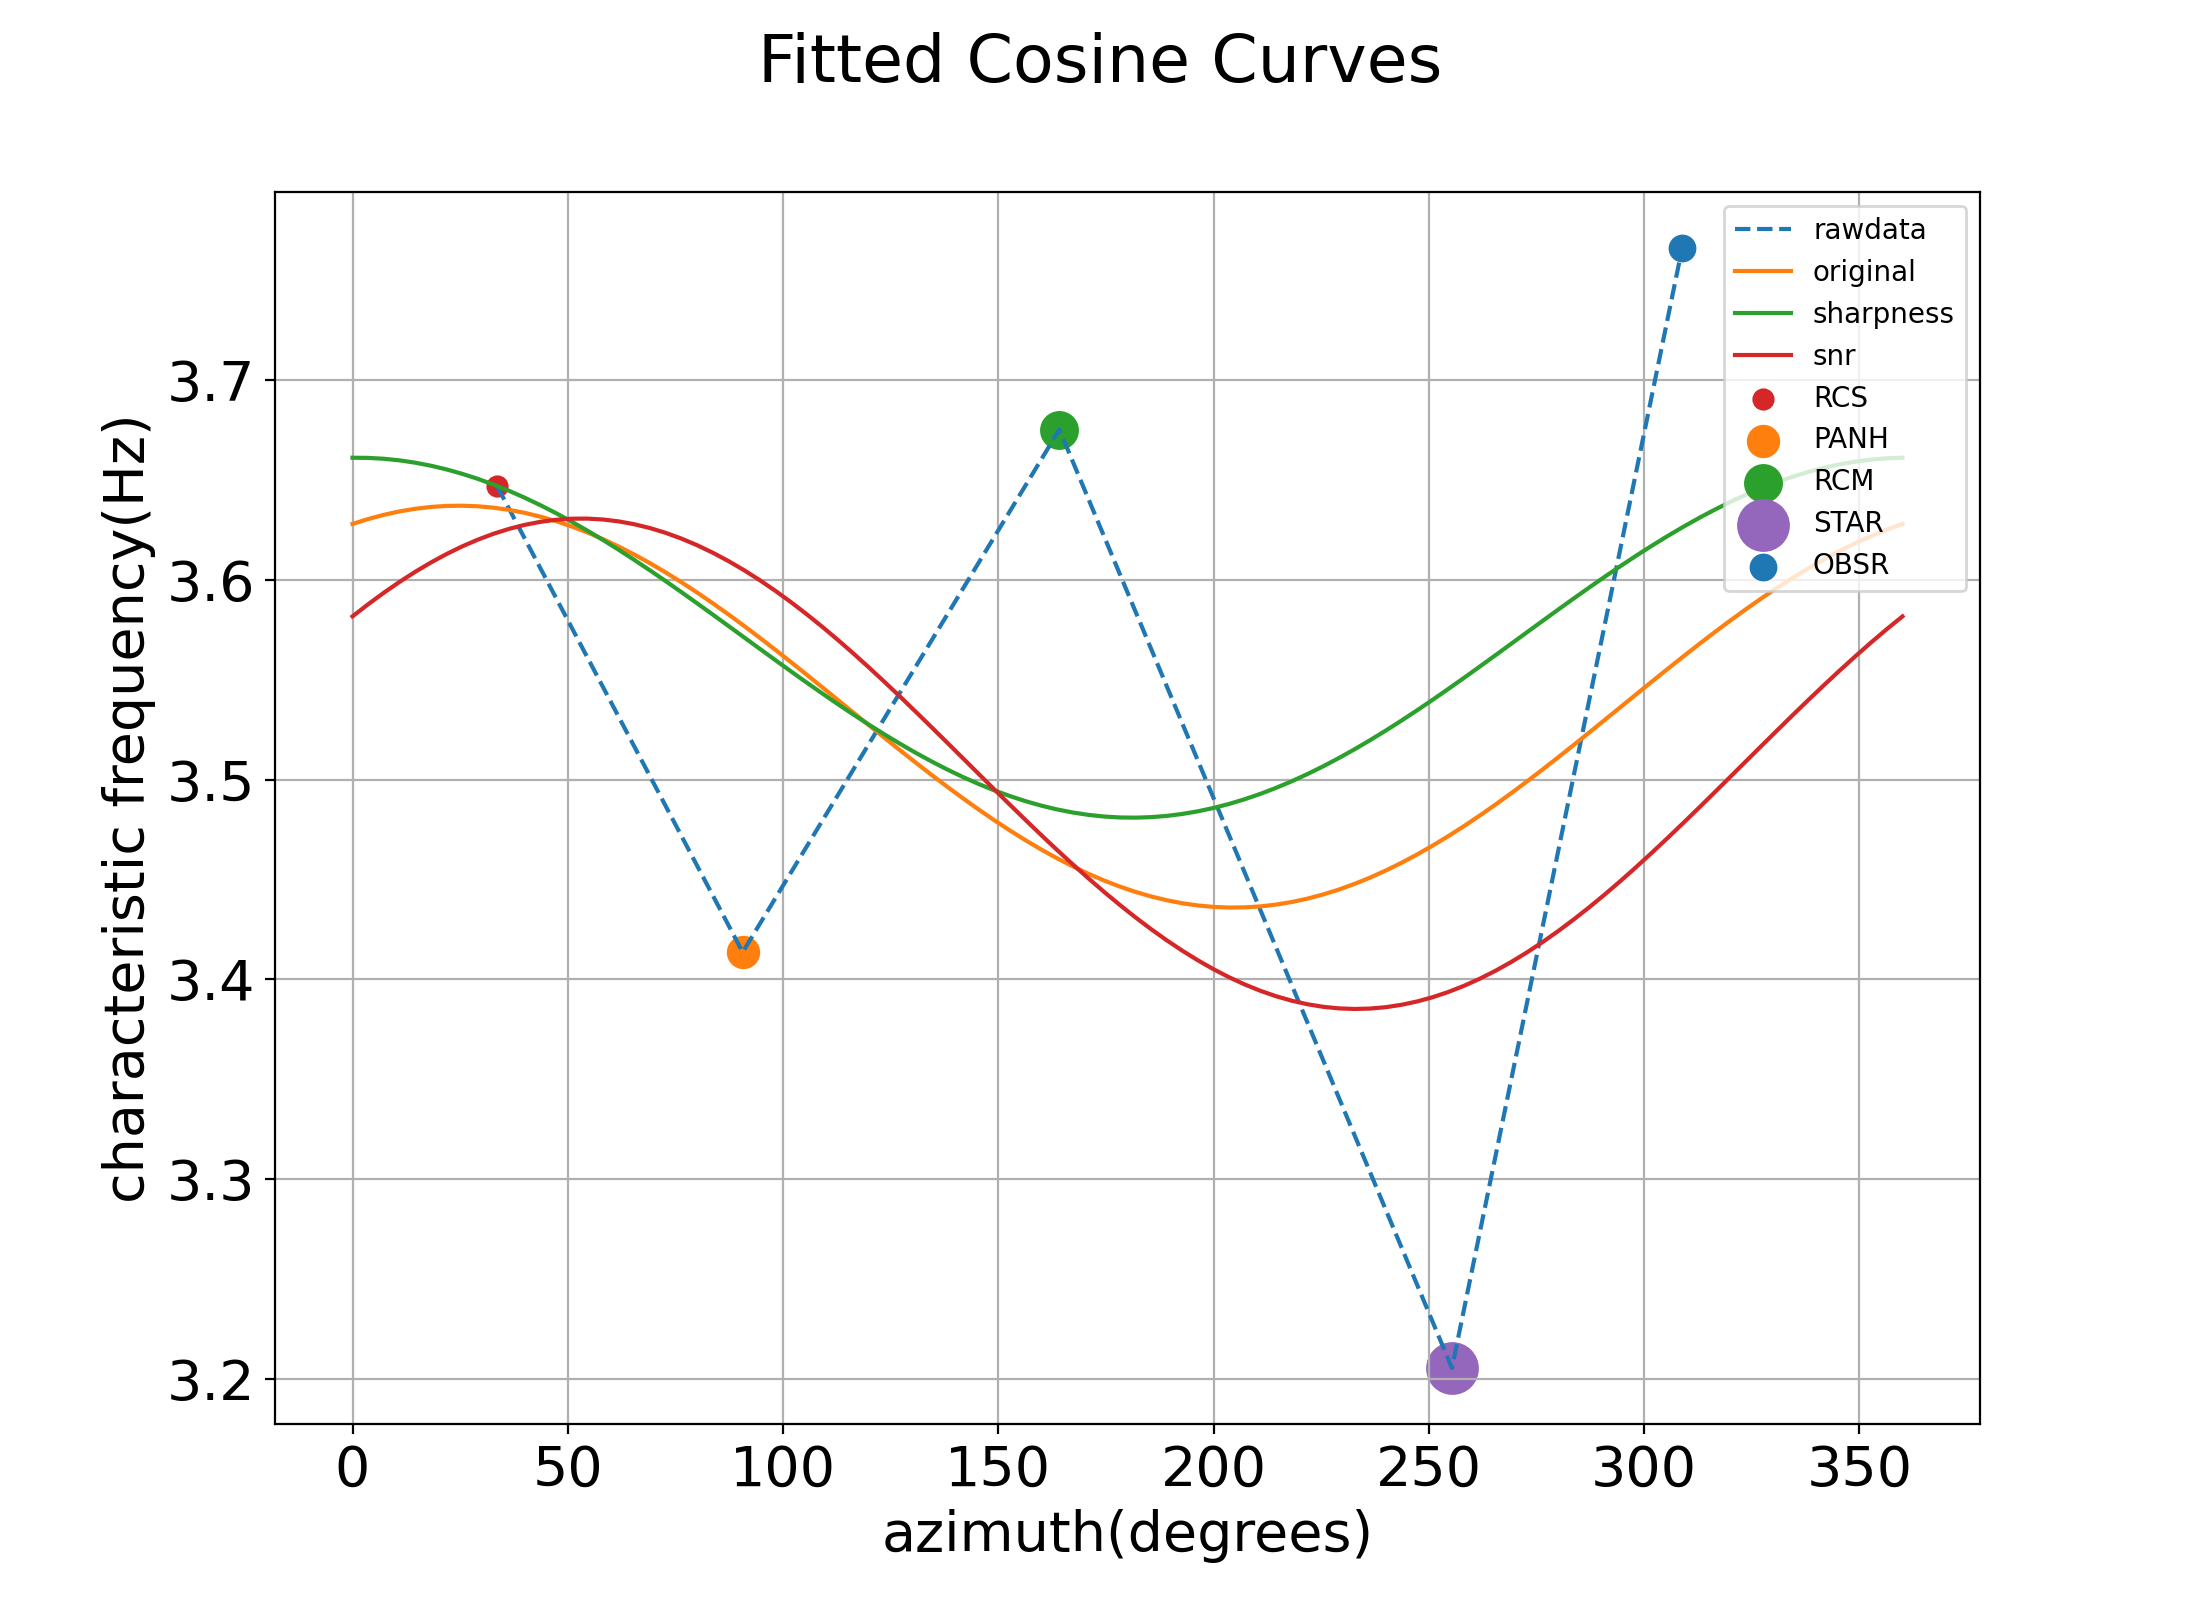 Fitted Cosine Curves
characteristic frequency(Hz)
3.7
3.6
3.5
3.4
3.3
3.2
rawdata
original
sharpness
snr
RCS
PANH
RCM
STAR
OBSR
0 50 100 150 200 250 300 350
azimuth(degrees)